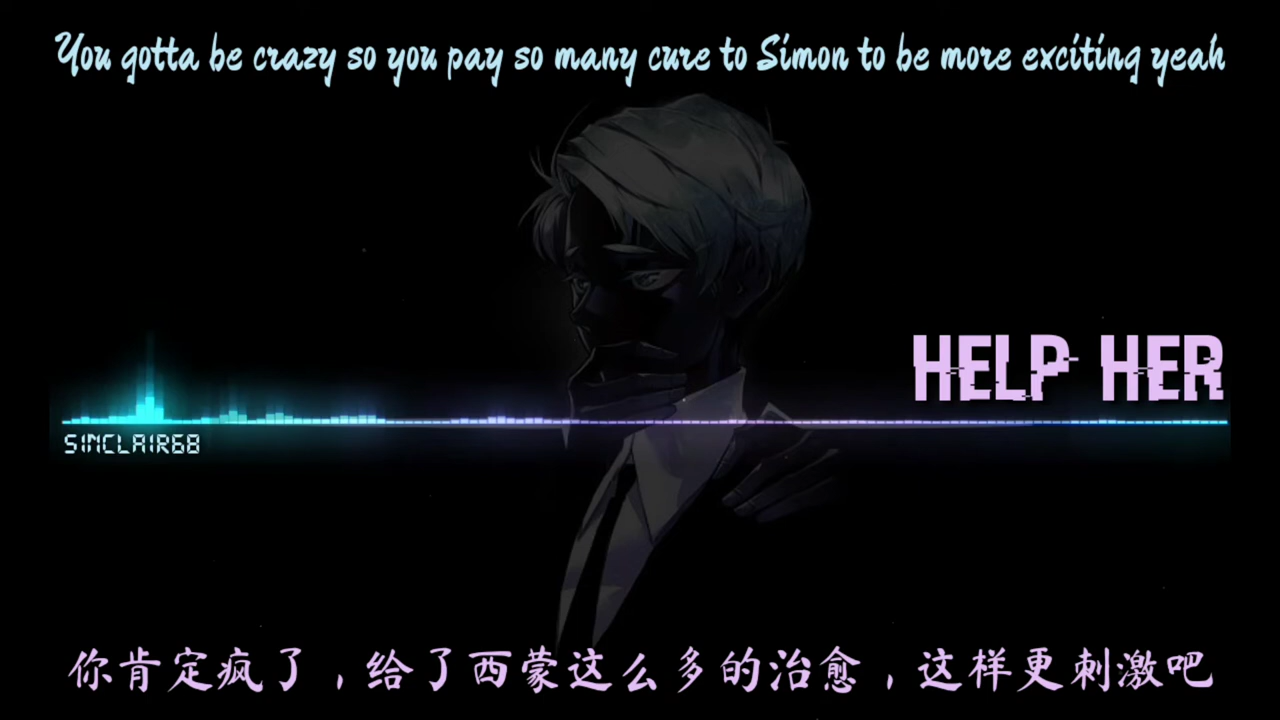 You gotta be crazy so you pay so many cure to Simon to be more exciting yeah
HELP HER
SINCLAIR68
你肯定疯了，给了西蒙这么多的治愈，这样更刺激吧